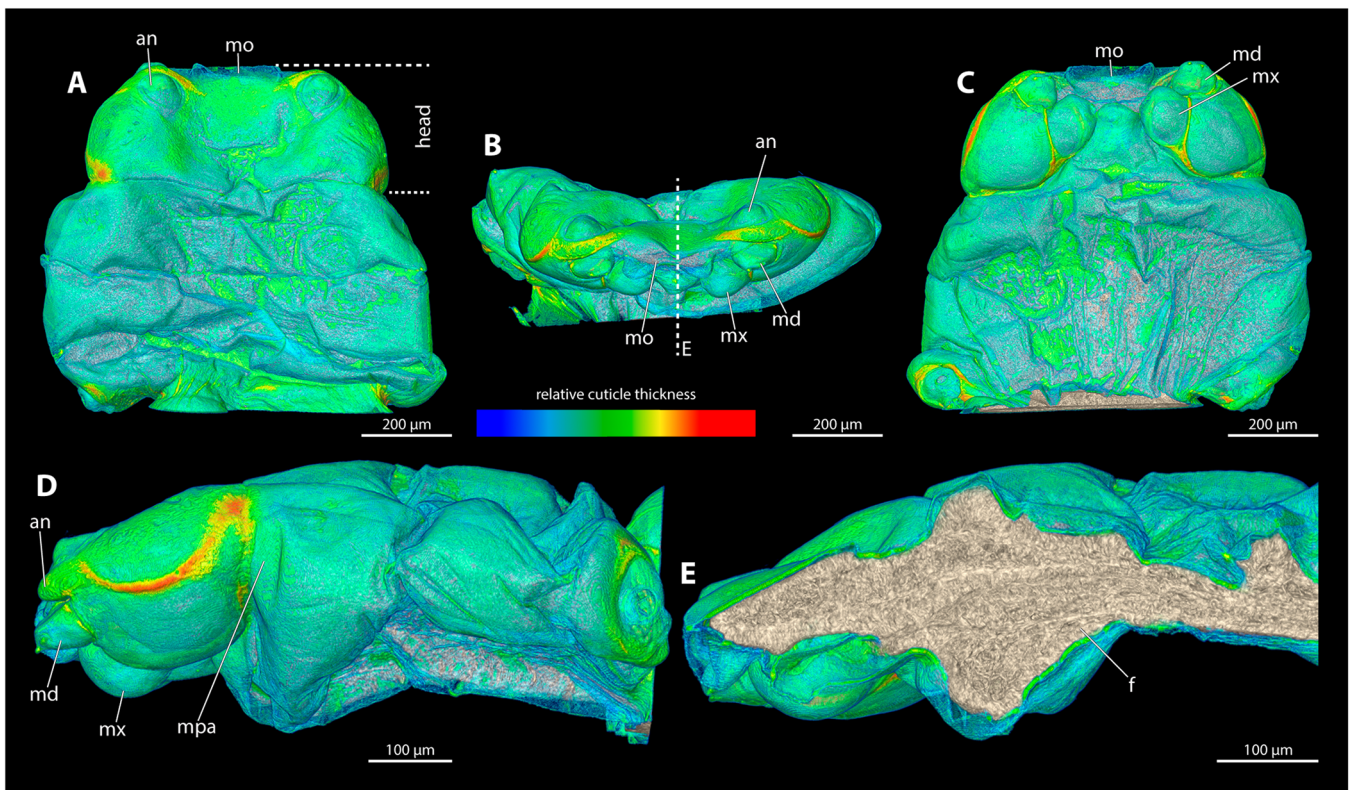 A
an
mo
head
200 µm
B
an
mo
E
mx
md
relative cuticle thickness
200 µm
C
mo
md
mx
200 µm
D
an
md
mx
mpa
100 µm
E
f
100 µm